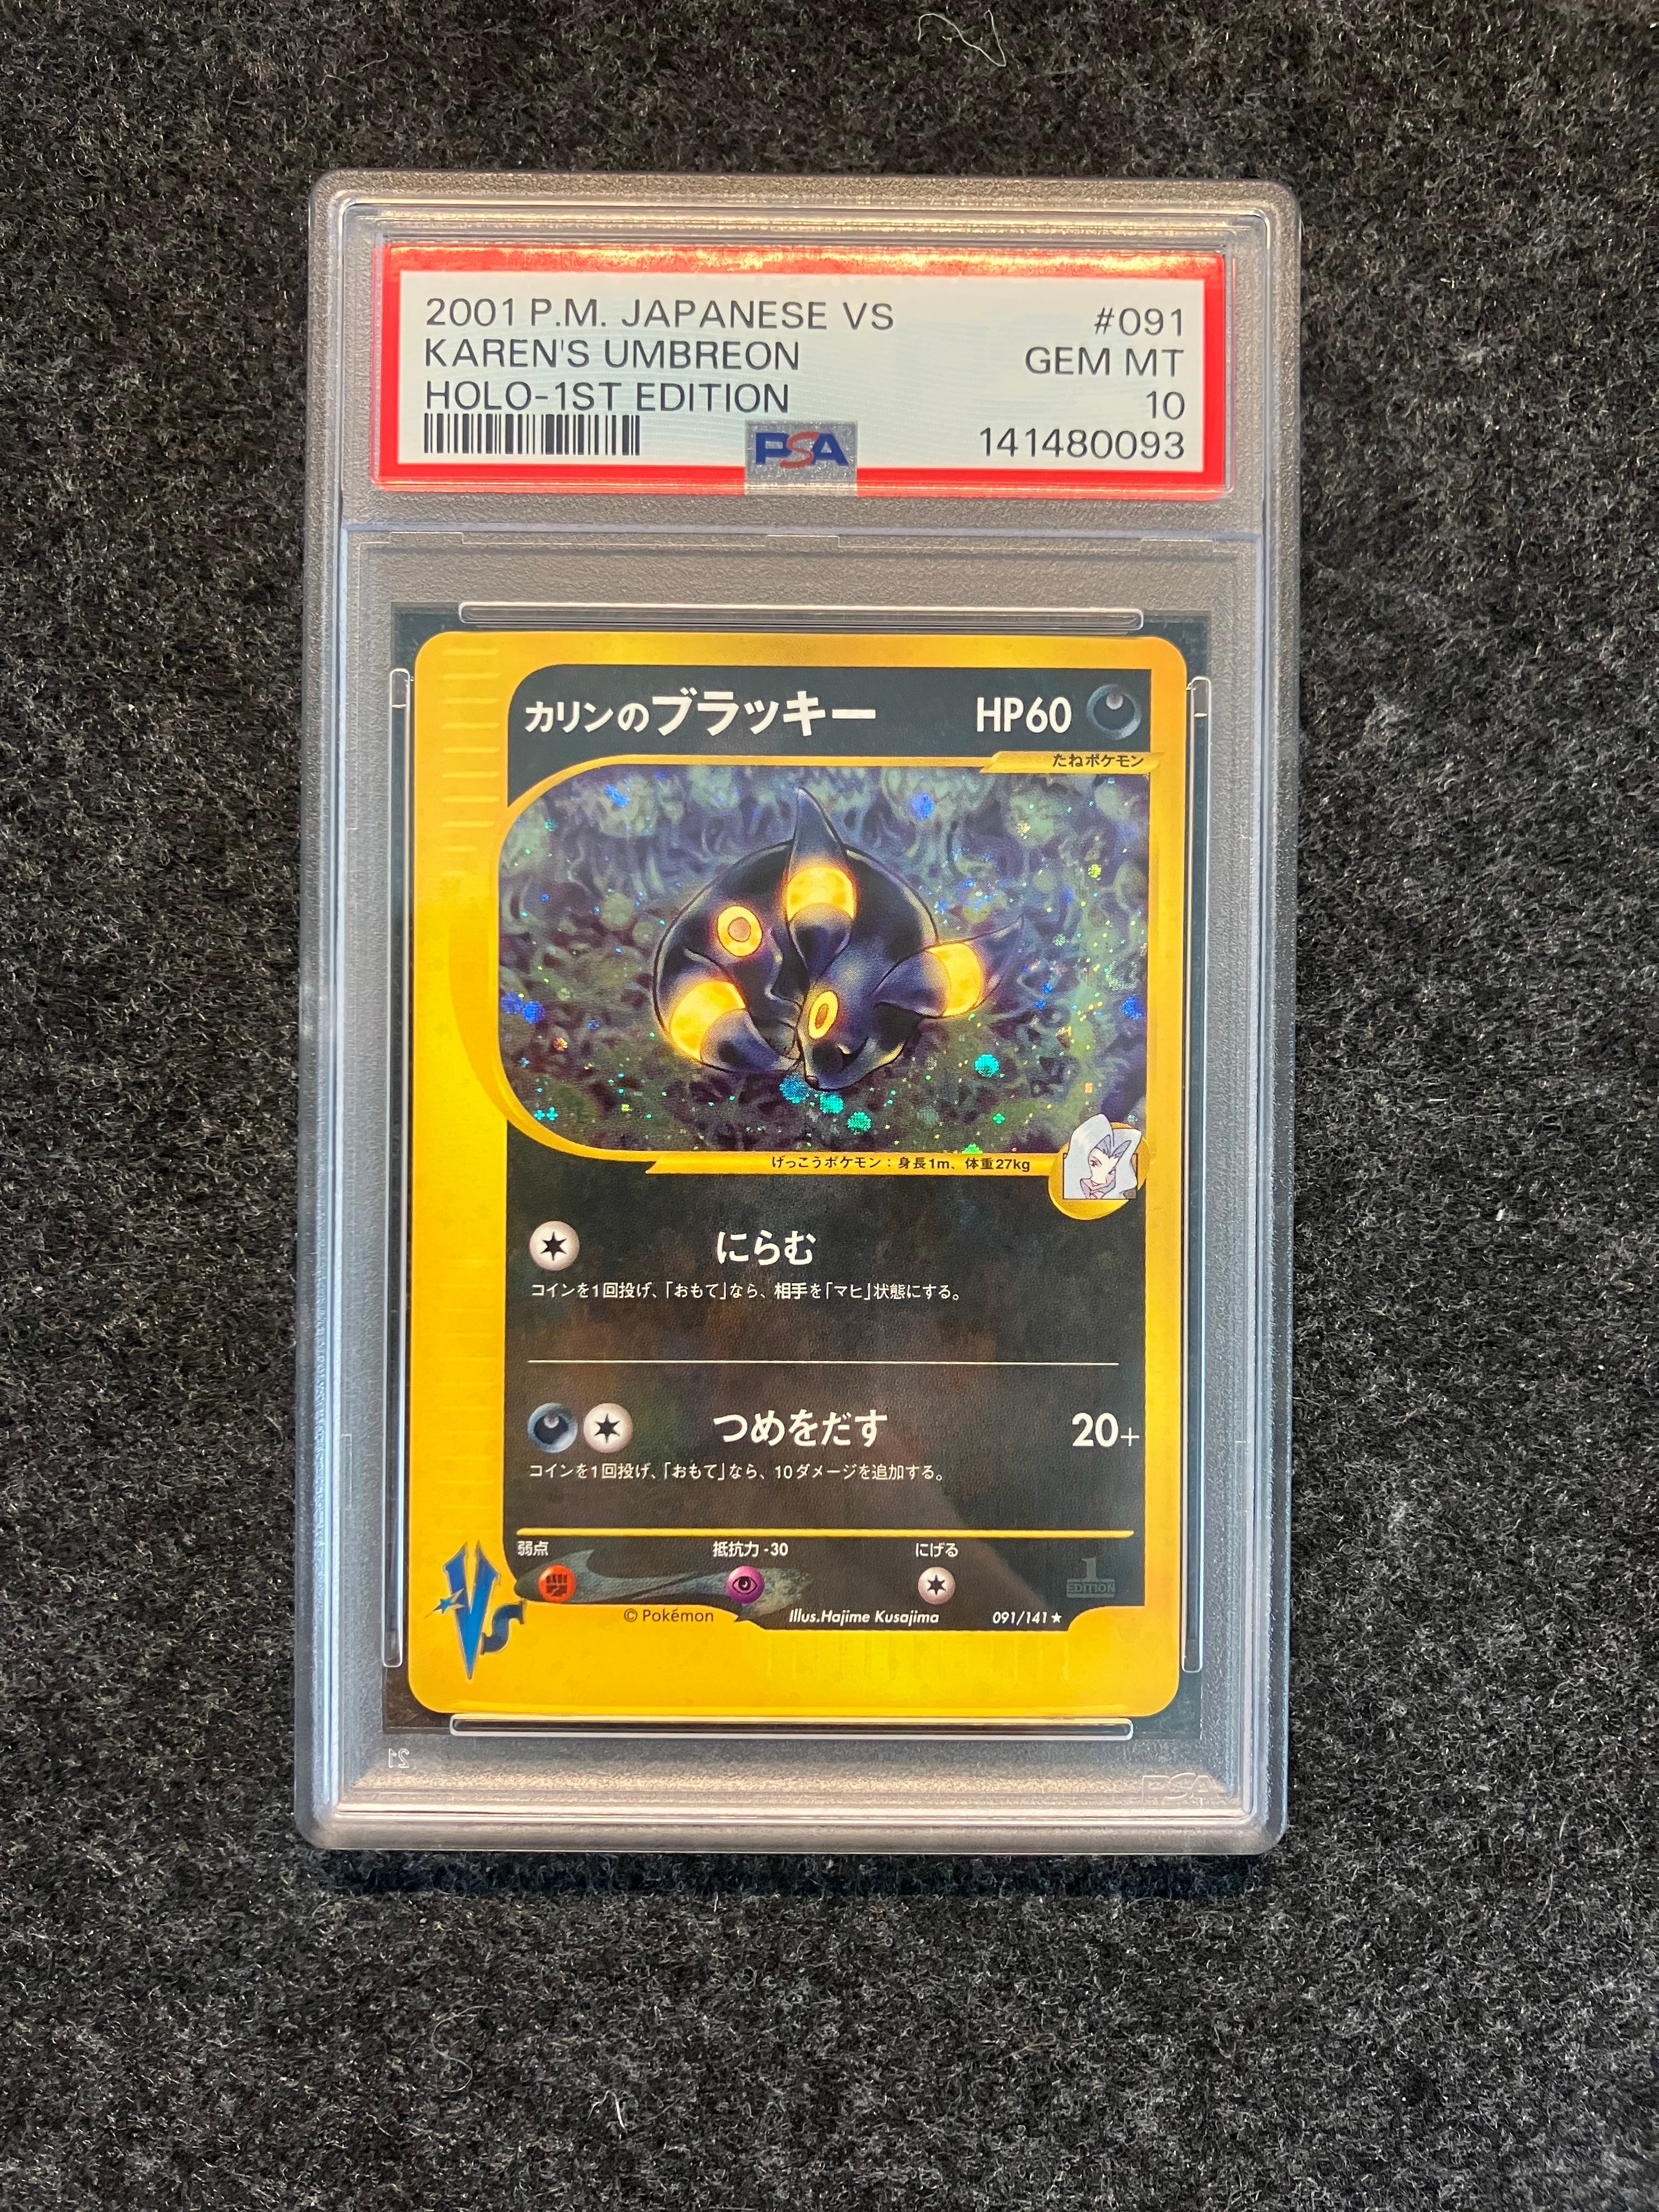 2001 P.M. JAPANESE VS #091
KAREN'S UMBREON GEM MT
HOLO-1ST EDITION 10
PSA 141480093
カリンのブラッキー HP60
たねポケモン
げっこうポケモン：身長1m、体重27kg
にらむ
コインを1回投げ、「おもて」なら、相手を「マヒ」状態にする。
つめをだす 20+
コインを1回投げ、「おもて」なら、10ダメージを追加する。
弱点 抵抗力-30 にげる
1
EDITION
VS
© Pokémon Illus.Hajime Kusajima 091/141★
21
PSA